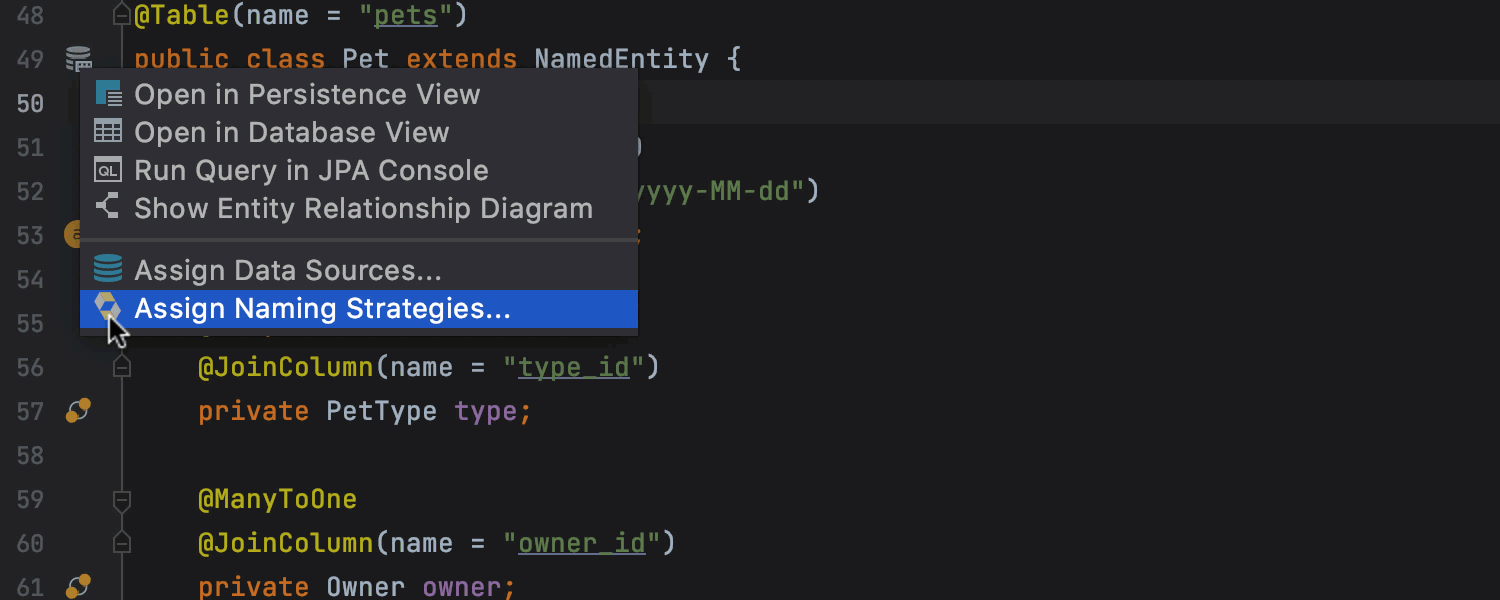 48 @Table(name = "pets")
49 public class Pet extends NamedEntity {
Open in Persistence View
50
Open in Database View
51 )
Run Query in JPA Console
52 yyyy-MM-dd")
Show Entity Relationship Diagram
53 ;
54
Assign Data Sources...
55 Assign Naming Strategies...
56 @JoinColumn(name = "type_id")
57 private PetType type;
58
59 @ManyToOne
60 @JoinColumn(name = "owner_id")
61 private Owner owner;